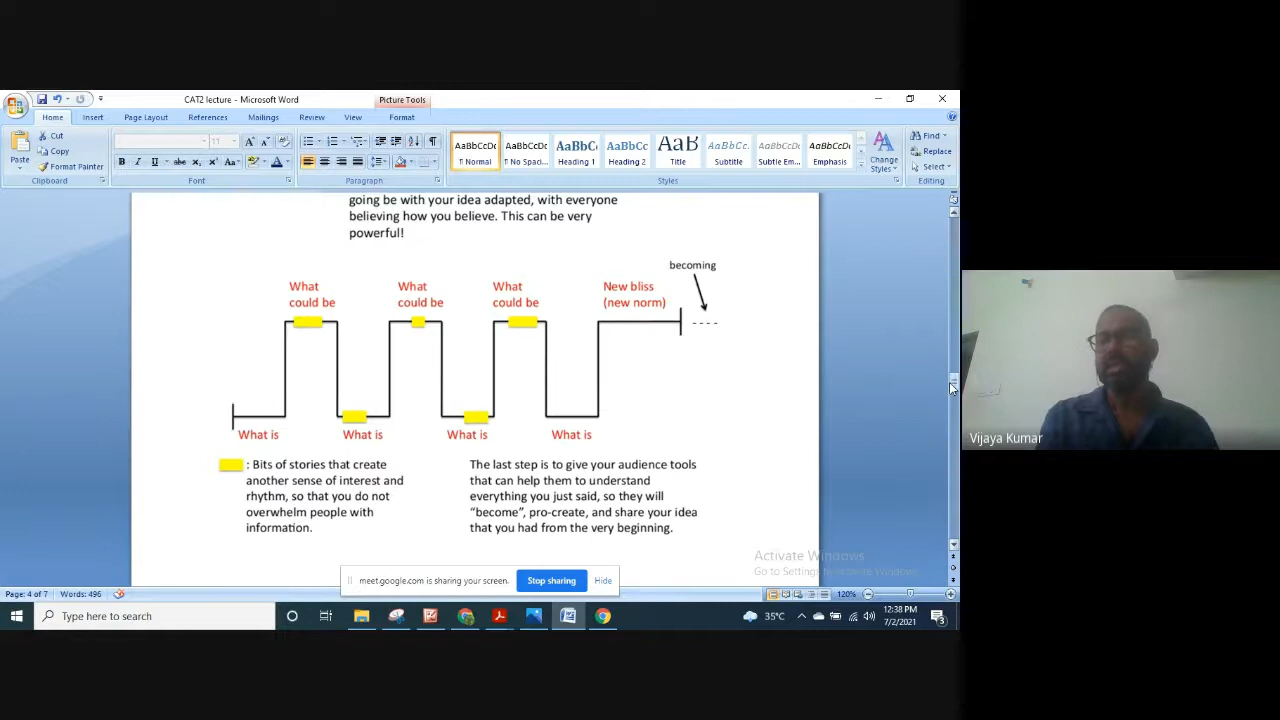 CAT2 lecture - Microsoft Word
Picture Tools
Home Insert Page Layout References Mailings Review View Format
Paste
Cut
Copy
Format Painter
Clipboard
11
Font
Paragraph
AaBbCcDc AaBbCcDc AaBbCc AaBbCc AaB AaBbCc. AaBbCcDc AaBbCcDc
¶ Normal ¶ No Spaci... Heading 1 Heading 2 Title Subtitle Subtle Em... Emphasis
Change Styles
Styles
Find
Replace
Select
Editing
going be with your idea adapted, with everyone
believing how you believe. This can be very
powerful!
becoming
What could be
What could be
What could be
New bliss (new norm)
What is
What is
What is
What is
: Bits of stories that create
another sense of interest and
rhythm, so that you do not
overwhelm people with
information.
The last step is to give your audience tools
that can help them to understand
everything you just said, so they will
“become”, pro-create, and share your idea
that you had from the very beginning.
Activate Windows
Go to Settings to activate Windows.
meet.google.com is sharing your screen. Stop sharing Hide
Page: 4 of 7 Words: 496 120%
Type here to search
35°C
12:38 PM
7/2/2021
3
Vijaya Kumar